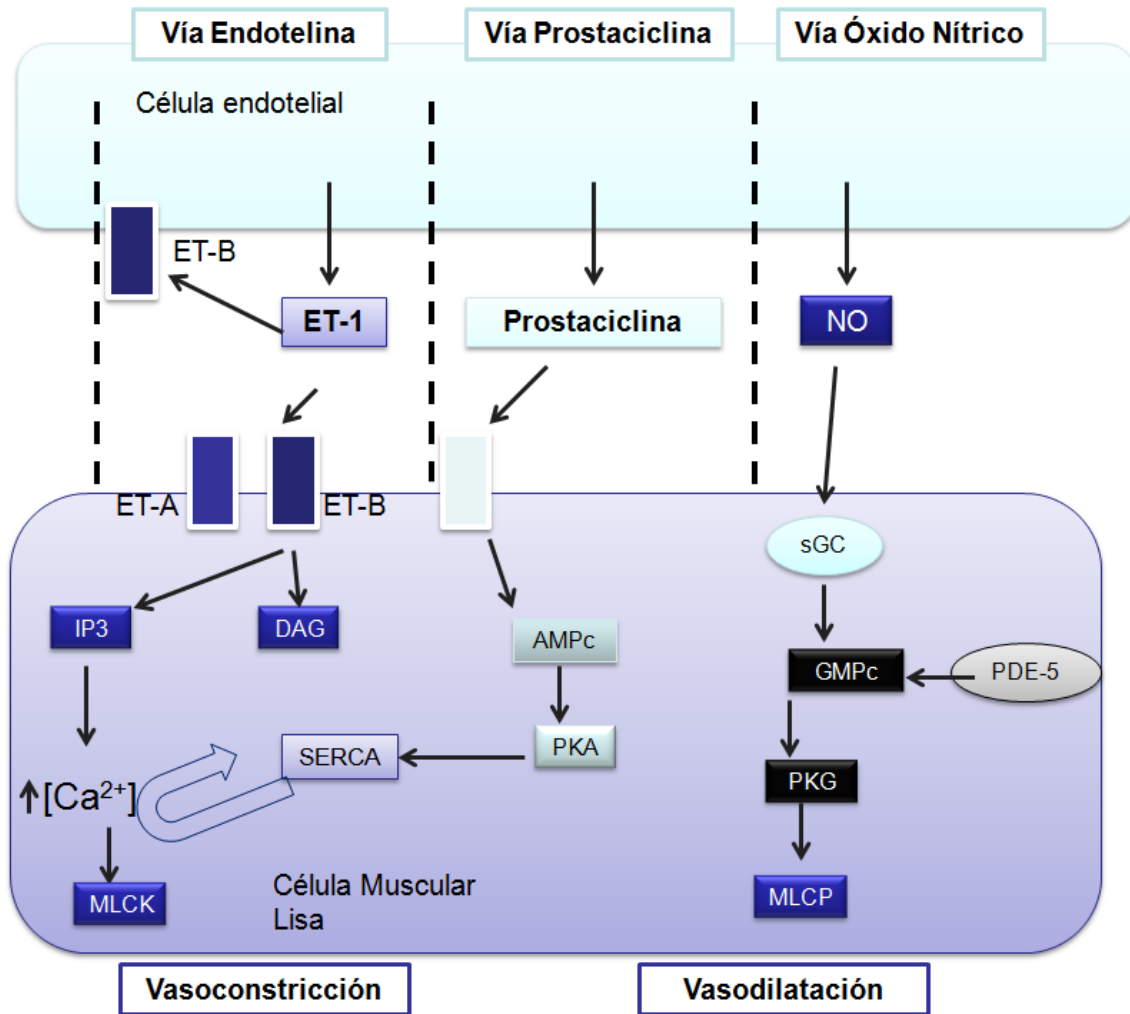 Vía Endotelina
Vía Prostaciclina
Vía Óxido Nítrico
Célula endotelial
ET-B
ET-1
Prostaciclina
NO
ET-A
ET-B
sGC
IP3
DAG
AMPc
GMPc
PDE-5
SERCA
PKA
PKG
[Ca²⁺]
MLCK
Célula Muscular
Lisa
MLCP
Vasoconstricción
Vasodilatación